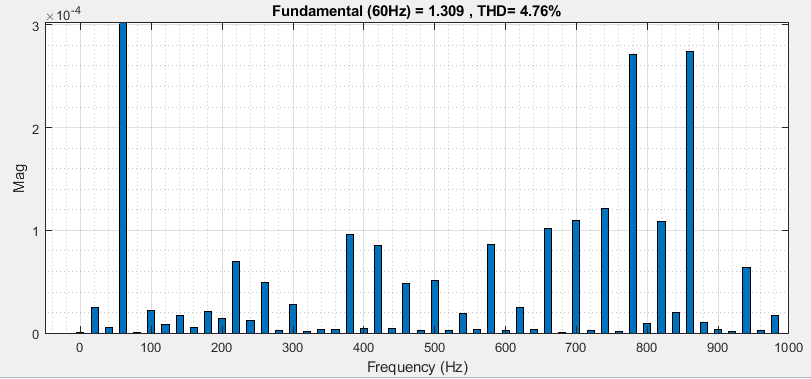 Fundamental (60Hz) = 1.309 , THD= 4.76%
×10⁻⁴
3
2
1
0
Mag
0 100 200 300 400 500 600 700 800 900 1000
Frequency (Hz)